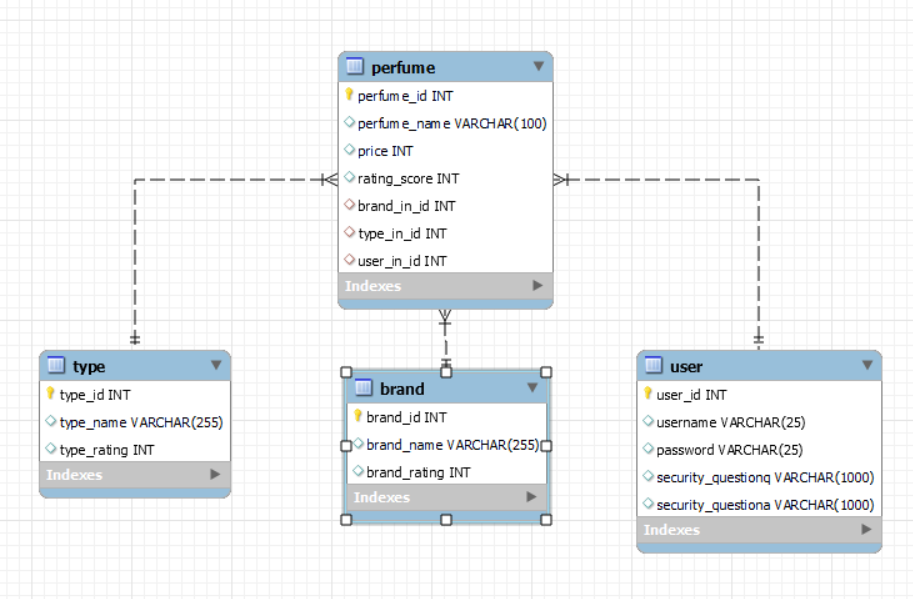 perfume
perfume_id INT
perfume_name VARCHAR(100)
price INT
rating_score INT
brand_in_id INT
type_in_id INT
user_in_id INT
Indexes
type
type_id INT
type_name VARCHAR(255)
type_rating INT
Indexes
brand
brand_id INT
brand_name VARCHAR(255)
brand_rating INT
Indexes
user
user_id INT
username VARCHAR(25)
password VARCHAR(25)
security_questionq VARCHAR(1000)
security_questiona VARCHAR(1000)
Indexes